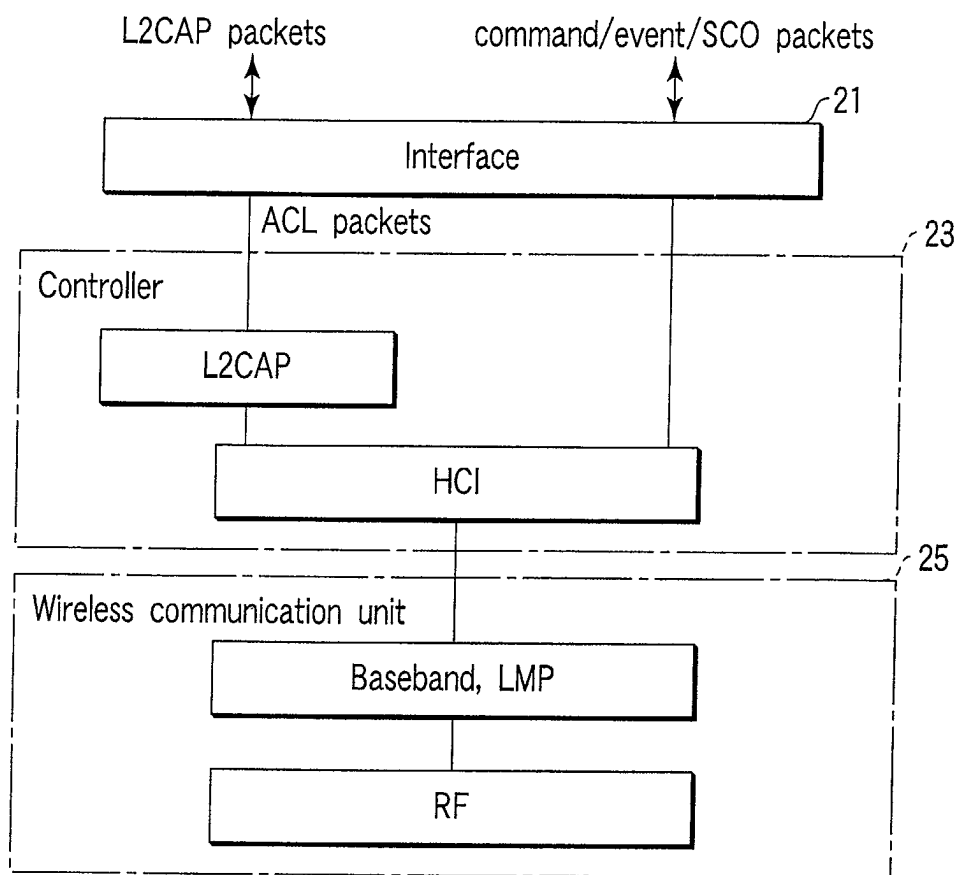 L2CAP packets
command/event/SCO packets
21
Interface
ACL packets
23
Controller
L2CAP
HCI
25
Wireless communication unit
Baseband, LMP
RF